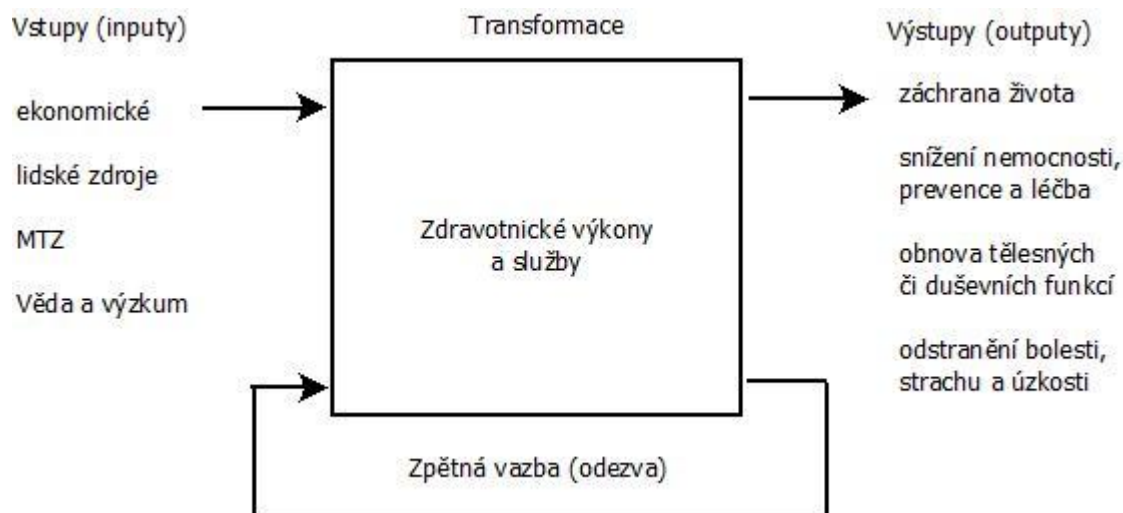 Vstupy (inputy)
ekonomické
lidské zdroje
MTZ
Věda a výzkum
Transformace
Zdravotnické výkony
a služby
Zpětná vazba (odezva)
Výstupy (outputy)
záchrana života
snížení nemocnosti,
prevence a léčba
obnova tělesných
či duševních funkcí
odstranění bolesti,
strachu a úzkosti